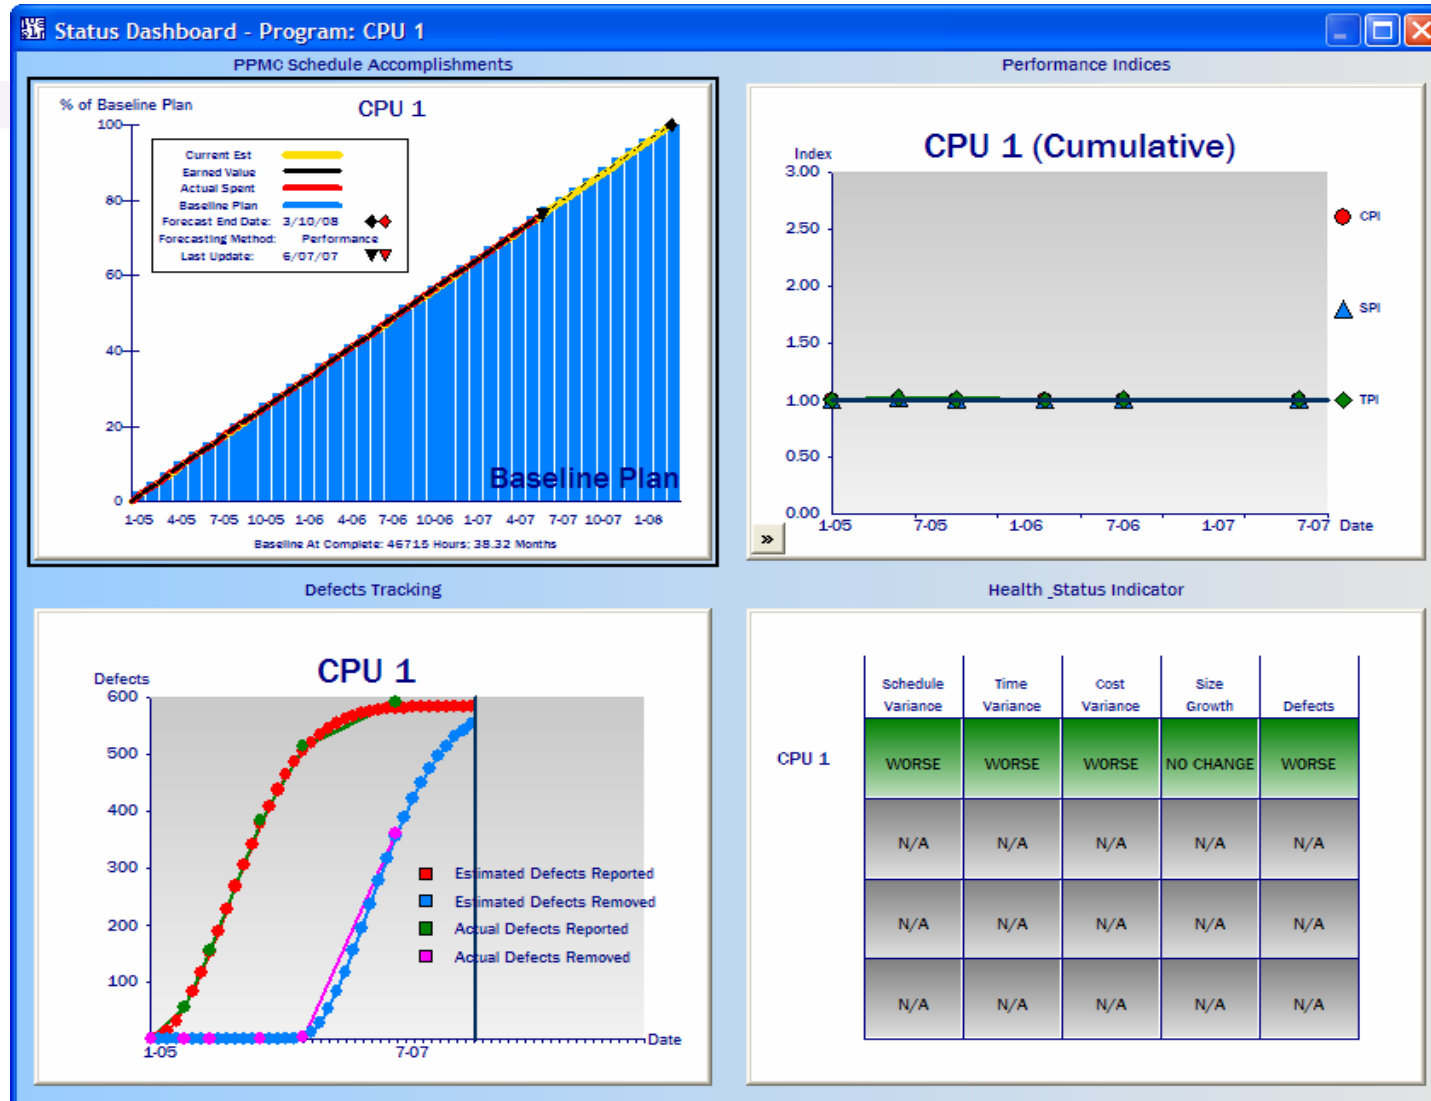 Status Dashboard - Program: CPU 1
PPMC Schedule Accomplishments
% of Baseline Plan
CPU 1
100
80
60
40
20
0
Current Est
Earned Value
Actual Spent
Baseline Plan
Forecast End Date: 3/10/08
Forecasting Method: Performance
Last Update: 6/07/07
Baseline Plan
1-05 4-05 7-05 10-05 1-06 4-06 7-06 10-06 1-07 4-07 7-07 10-07 1-08
Baseline At Complete: 46715 Hours; 38.32 Months
Performance Indices
CPU 1 (Cumulative)
Index
3.00
2.50
2.00
1.50
1.00
0.50
0.00
CPI
SPI
TPI
1-05 7-05 1-06 7-06 1-07 7-07 Date
»
Defects Tracking
CPU 1
Defects
600
500
400
300
200
100
Estimated Defects Reported
Estimated Defects Removed
Actual Defects Reported
Actual Defects Removed
Date
1-05 7-07
Health _Status Indicator
Schedule Variance Time Variance Cost Variance Size Growth Defects
CPU 1 WORSE WORSE WORSE NO CHANGE WORSE
N/A N/A N/A N/A N/A
N/A N/A N/A N/A N/A
N/A N/A N/A N/A N/A